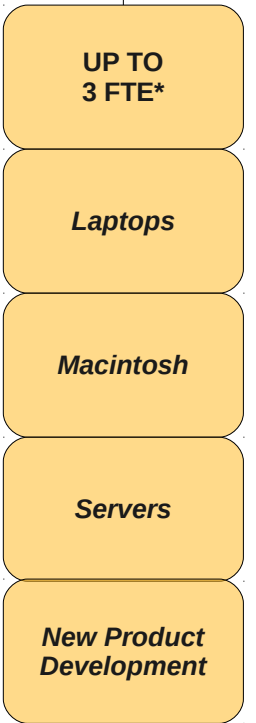 UP TO
3 FTE*
Laptops
Macintosh
Servers
New Product
Development